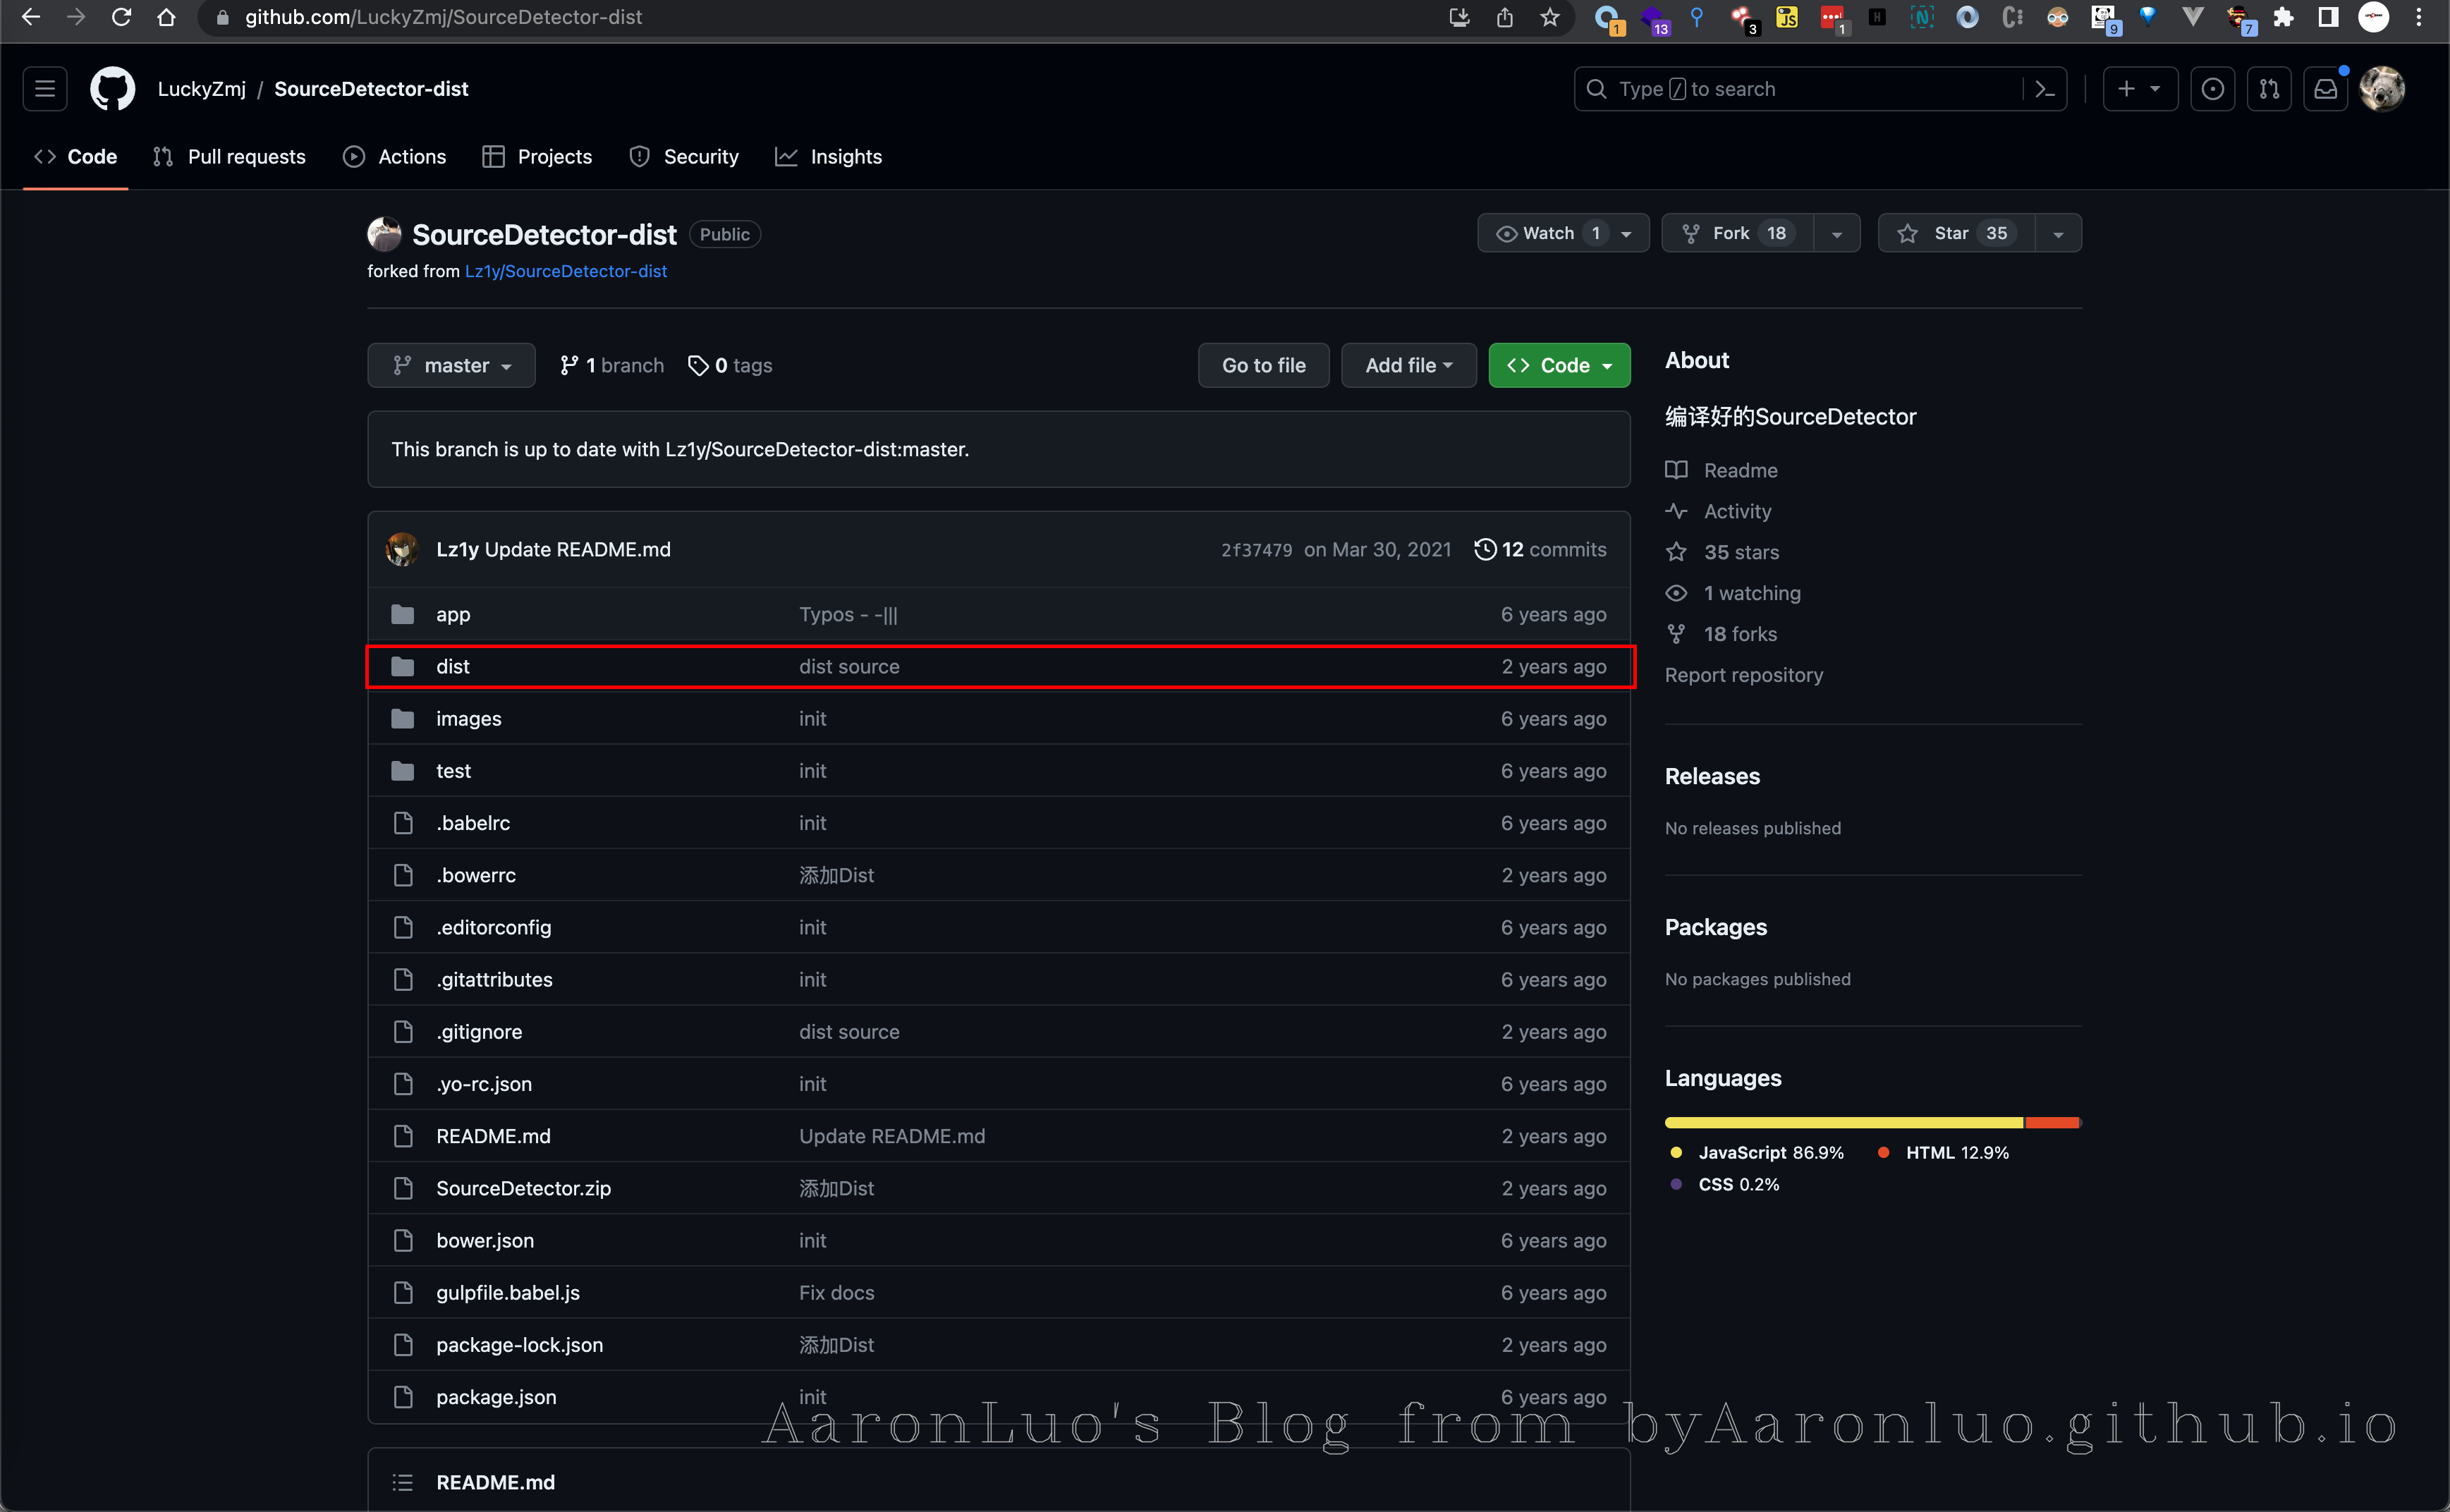 github.com/LuckyZmj/SourceDetector-dist
1 13 3 JS 1 H N 9 7
LuckyZmj / SourceDetector-dist
Type / to search
Code Pull requests Actions Projects Security Insights
SourceDetector-dist Public
Watch 1 Fork 18 Star 35
forked from Lz1y/SourceDetector-dist
master 1 branch 0 tags Go to file Add file Code
This branch is up to date with Lz1y/SourceDetector-dist:master.
Lz1y Update README.md 2f37479 on Mar 30, 2021 12 commits
app Typos - -||| 6 years ago
dist dist source 2 years ago
images init 6 years ago
test init 6 years ago
.babelrc init 6 years ago
.bowerrc 添加Dist 2 years ago
.editorconfig init 6 years ago
.gitattributes init 6 years ago
.gitignore dist source 2 years ago
.yo-rc.json init 6 years ago
README.md Update README.md 2 years ago
SourceDetector.zip 添加Dist 2 years ago
bower.json init 6 years ago
gulpfile.babel.js Fix docs 6 years ago
package-lock.json 添加Dist 2 years ago
package.json init 6 years ago
README.md
About
编译好的SourceDetector
Readme
Activity
35 stars
1 watching
18 forks
Report repository
Releases
No releases published
Packages
No packages published
Languages
JavaScript 86.9% HTML 12.9%
CSS 0.2%
AaronLuo's Blog from byAaronluo.github.io